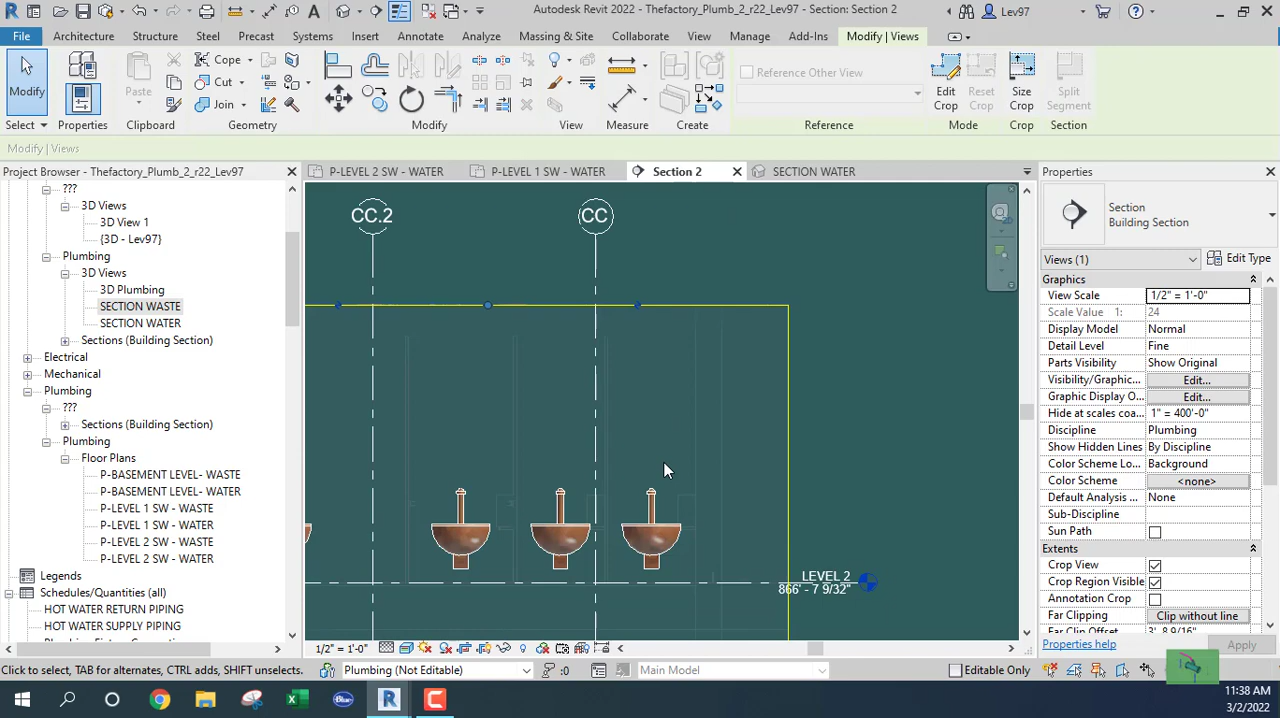 Autodesk Revit 2022 - Thefactory_Plumb_2_r22_Lev97 - Section: Section 2
Lev97
File Architecture Structure Steel Precast Systems Insert Annotate Analyze Massing & Site Collaborate View Manage Add-Ins Modify | Views
Modify
Select
Properties
Paste
Clipboard
Cope
Cut
Join
Geometry
Modify
View
Measure
Create
Reference Other View
Reference
Edit Crop
Reset Crop
Mode
Size Crop
Crop
Split Segment
Section
Modify | Views
Project Browser - Thefactory_Plumb_2_r22_Lev97
P-LEVEL 2 SW - WATER
P-LEVEL 1 SW - WATER
Section 2
SECTION WATER
Properties
???
3D Views
3D View 1
{3D - Lev97}
Plumbing
3D Views
3D Plumbing
SECTION WASTE
SECTION WATER
Sections (Building Section)
Electrical
Mechanical
Plumbing
???
Sections (Building Section)
Plumbing
Floor Plans
P-BASEMENT LEVEL- WASTE
P-BASEMENT LEVEL- WATER
P-LEVEL 1 SW - WASTE
P-LEVEL 1 SW - WATER
P-LEVEL 2 SW - WASTE
P-LEVEL 2 SW - WATER
Legends
Schedules/Quantities (all)
HOT WATER RETURN PIPING
HOT WATER SUPPLY PIPING
CC.2
CC
LEVEL 2
866' - 7 9/32"
Section
Building Section
Views (1)
Edit Type
Graphics
View Scale 1/2" = 1'-0"
Scale Value 1: 24
Display Model Normal
Detail Level Fine
Parts Visibility Show Original
Visibility/Graphic... Edit...
Graphic Display O... Edit...
Hide at scales coa... 1" = 400'-0"
Discipline Plumbing
Show Hidden Lines By Discipline
Color Scheme Lo... Background
Color Scheme <none>
Default Analysis ... None
Sub-Discipline
Sun Path
Extents
Crop View
Crop Region Visible
Annotation Crop
Far Clipping Clip without line
Far Clip Offset 3' 8 9/16"
Properties help
Apply
1/2" = 1'-0"
Click to select, TAB for alternates, CTRL adds, SHIFT unselects.
Plumbing (Not Editable)
:0
Main Model
Editable Only
11:38 AM
3/2/2022